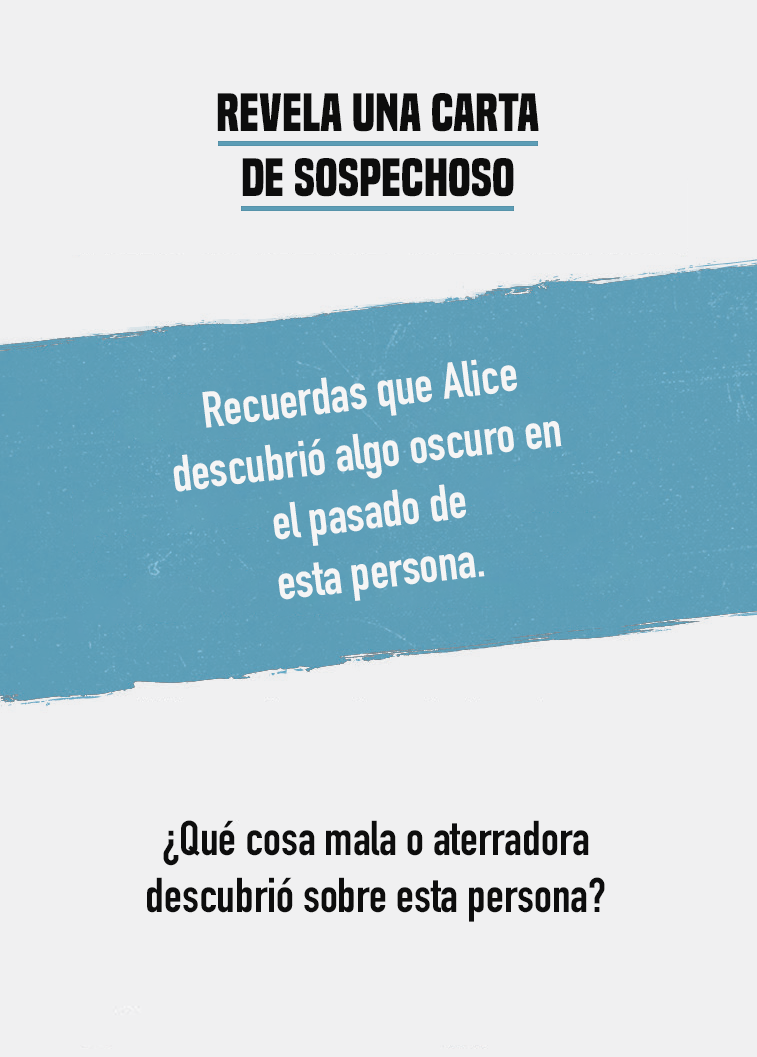 REVELA UNA CARTA
DE SOSPECHOSO
Recuerdas que Alice
descubrió algo oscuro en
el pasado de
esta persona.
¿Qué cosa mala o aterradora
descubrió sobre esta persona?